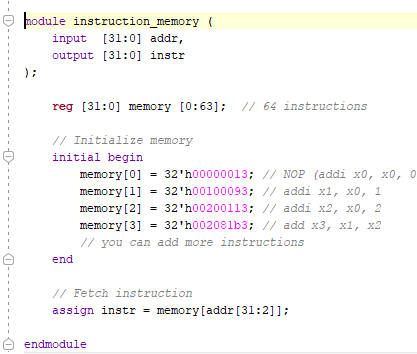 module instruction_memory (
    input  [31:0] addr,
    output [31:0] instr
);
    reg [31:0] memory [0:63];  // 64 instructions
    // Initialize memory
    initial begin
        memory[0] = 32'h00000013; // NOP (addi x0, x0, 0
        memory[1] = 32'h00100093; // addi x1, x0, 1
        memory[2] = 32'h00200113; // addi x2, x0, 2
        memory[3] = 32'h002081b3; // add x3, x1, x2
        // you can add more instructions
    end
    // Fetch instruction
    assign instr = memory[addr[31:2]];
endmodule